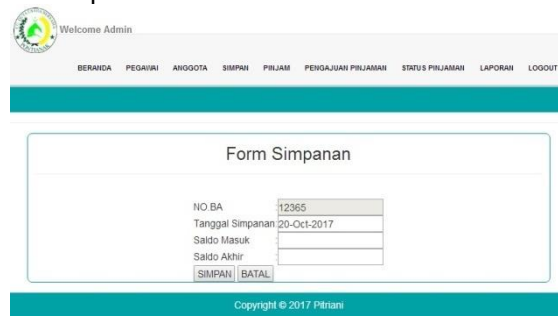 Welcome Admin
BERANDA PEGAWAI ANGGOTA SIMPAN PINJAM PENGAJUAN PINJAMAN STATUS PINJAMAN LAPORAN LOGOUT
Form Simpanan
NO.BA :12365
Tanggal Simpanan:20-Oct-2017
Saldo Masuk :
Saldo Akhir :
SIMPAN BATAL
Copyright © 2017 Pitriani